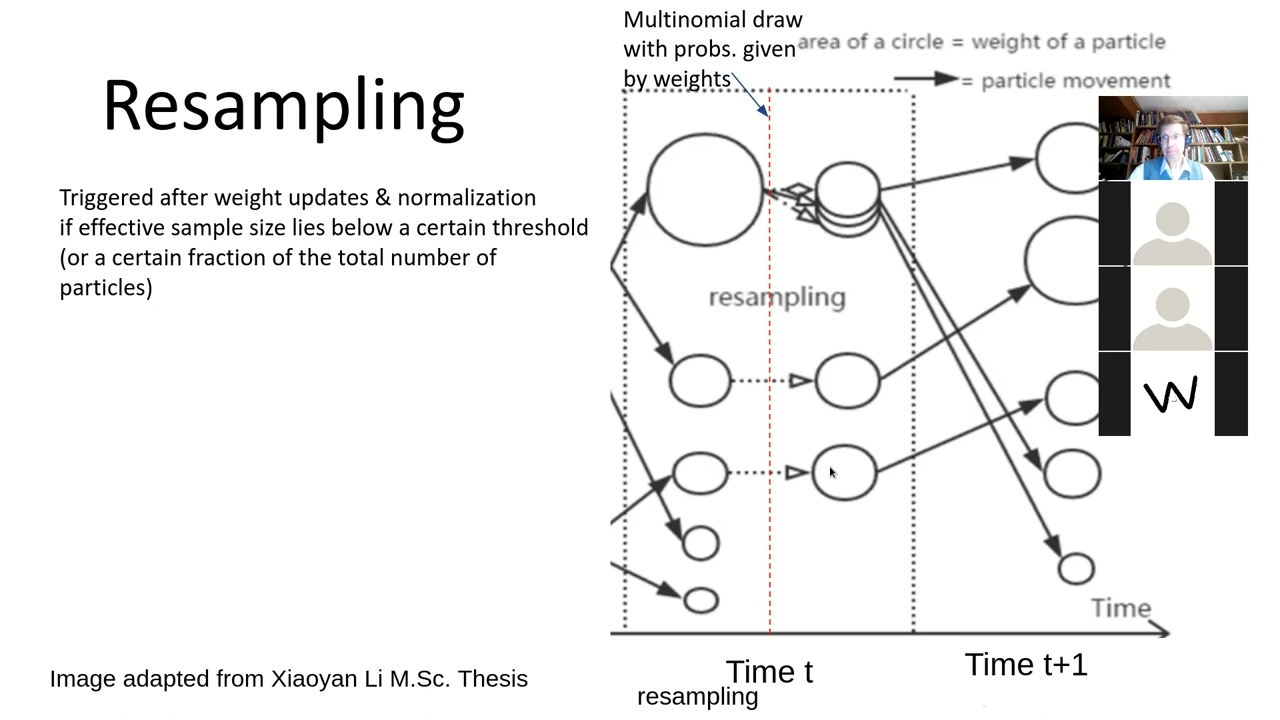 Resampling
Triggered after weight updates & normalization
if effective sample size lies below a certain threshold
(or a certain fraction of the total number of
particles)
Multinomial draw
with probs. given
by weights
area of a circle = weight of a particle
= particle movement
resampling
W
Time
Time t
Time t+1
resampling
Image adapted from Xiaoyan Li M.Sc. Thesis